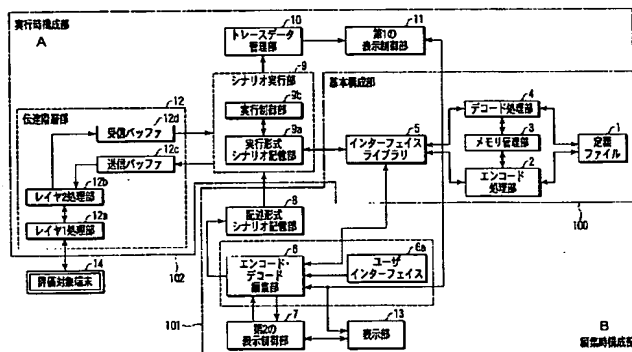 実行時構成部
A
10
トレースデータ
管理部
11
第1の
表示制御部
9
シナリオ実行部
9b
実行制御部
9a
実行形式
シナリオ記憶部
基本構成部
12
伝達階層部
12d
受信バッファ
12c
送信バッファ
12b
レイヤ2処理部
12a
レイヤ1処理部
14
評価対象端末
102
5
インターフェイス
ライブラリ
4
デコード処理部
3
メモリ管理部
2
エンコード
処理部
1
定義
ファイル
100
8
記述形式
シナリオ記憶部
6
エンコード・
デコード
編集部
6a
ユーザ
インターフェイス
101
7
第2の
表示制御部
13
表示部
B
編集時構成部